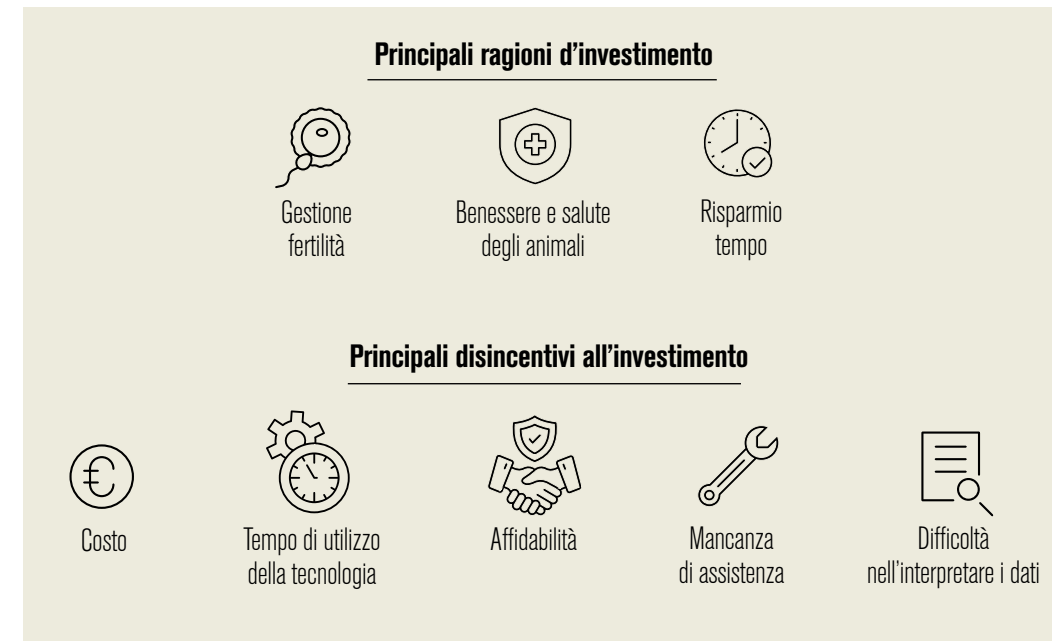 Principali ragioni d’investimento
Gestione
fertilità
Benessere e salute
degli animali
Risparmio
tempo
Principali disincentivi all’investimento
Costo
Tempo di utilizzo
della tecnologia
Affidabilità
Mancanza
di assistenza
Difficoltà
nell’interpretare i dati